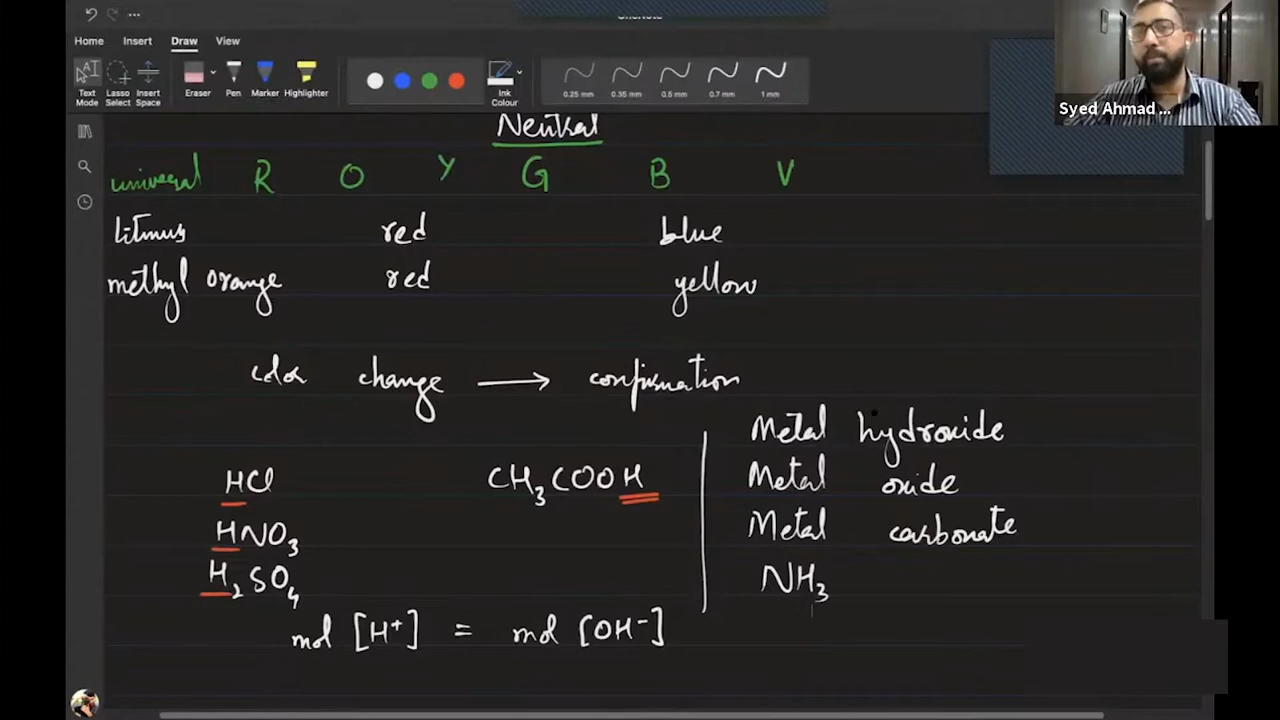 OneNote
Home Insert Draw View
Text Mode Lasso Select Insert Space Eraser Pen Marker Highlighter Ink Colour 0.25 mm 0.35 mm 0.5 mm 0.7 mm 1 mm
Syed Ahmad ...
Neutral
universal R O Y G B V
litmus red blue
methyl orange red yellow
color change → confirmation
HCl CH₃COOH
HNO₃
H₂SO₄
Metal hydroxide
Metal oxide
Metal carbonate
NH₃
mol [H⁺] = mol [OH⁻]